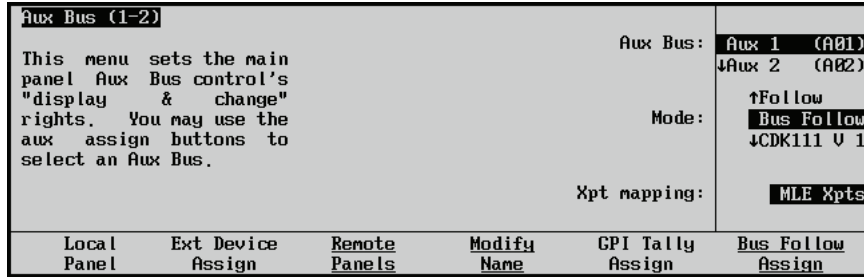 Aux Bus (1-2)
This menu sets the main
panel Aux Bus control's
"display & change"
rights. You may use the
aux assign buttons to
select an Aux Bus.
Aux Bus: Aux 1 (A01)
↓Aux 2 (A02)
↑Follow
Mode: Bus Follow
↓CDK111 V 1
Xpt mapping: MLE Xpts
Local Ext Device Remote Modify GPI Tally Bus Follow
Panel Assign Panels Name Assign Assign